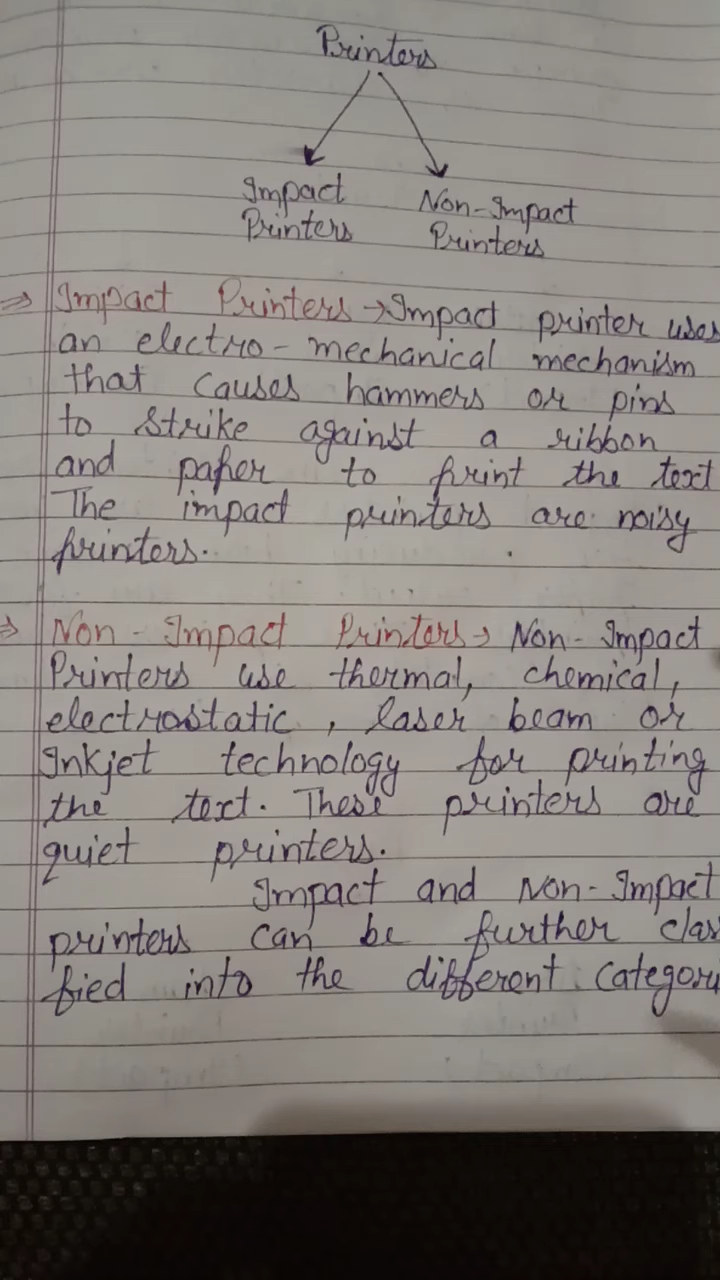 Printers
Impact
Printers
Non-Impact
Printers
⇒ Impact Printers → Impact printer uses
an electro-mechanical mechanism
that causes hammers or pins
to strike against a ribbon
and paper to print the text
The impact printers are noisy
printers.
⇒ Non-Impact Printers → Non-Impact
Printers use thermal, chemical,
electrostatic, laser beam or
Inkjet technology for printing
the text. These printers are
quiet printers.
Impact and Non-Impact
printers can be further clas
fied into the different categori